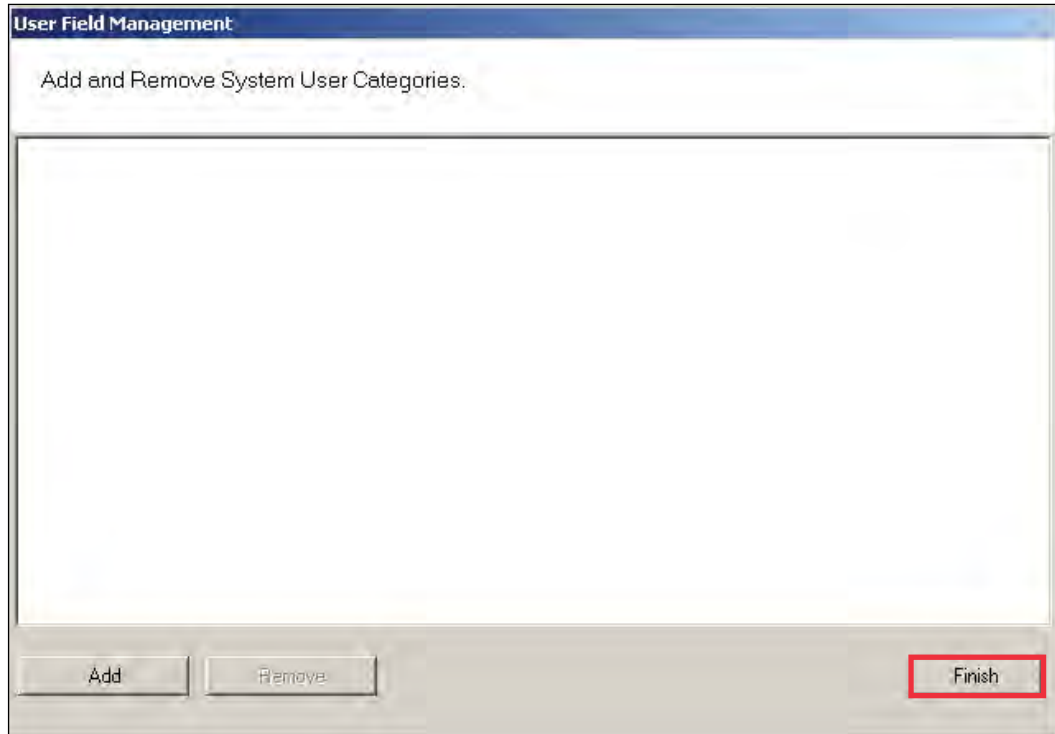 User Field Management
Add and Remove System User Categories.
Add
Remove
Finish